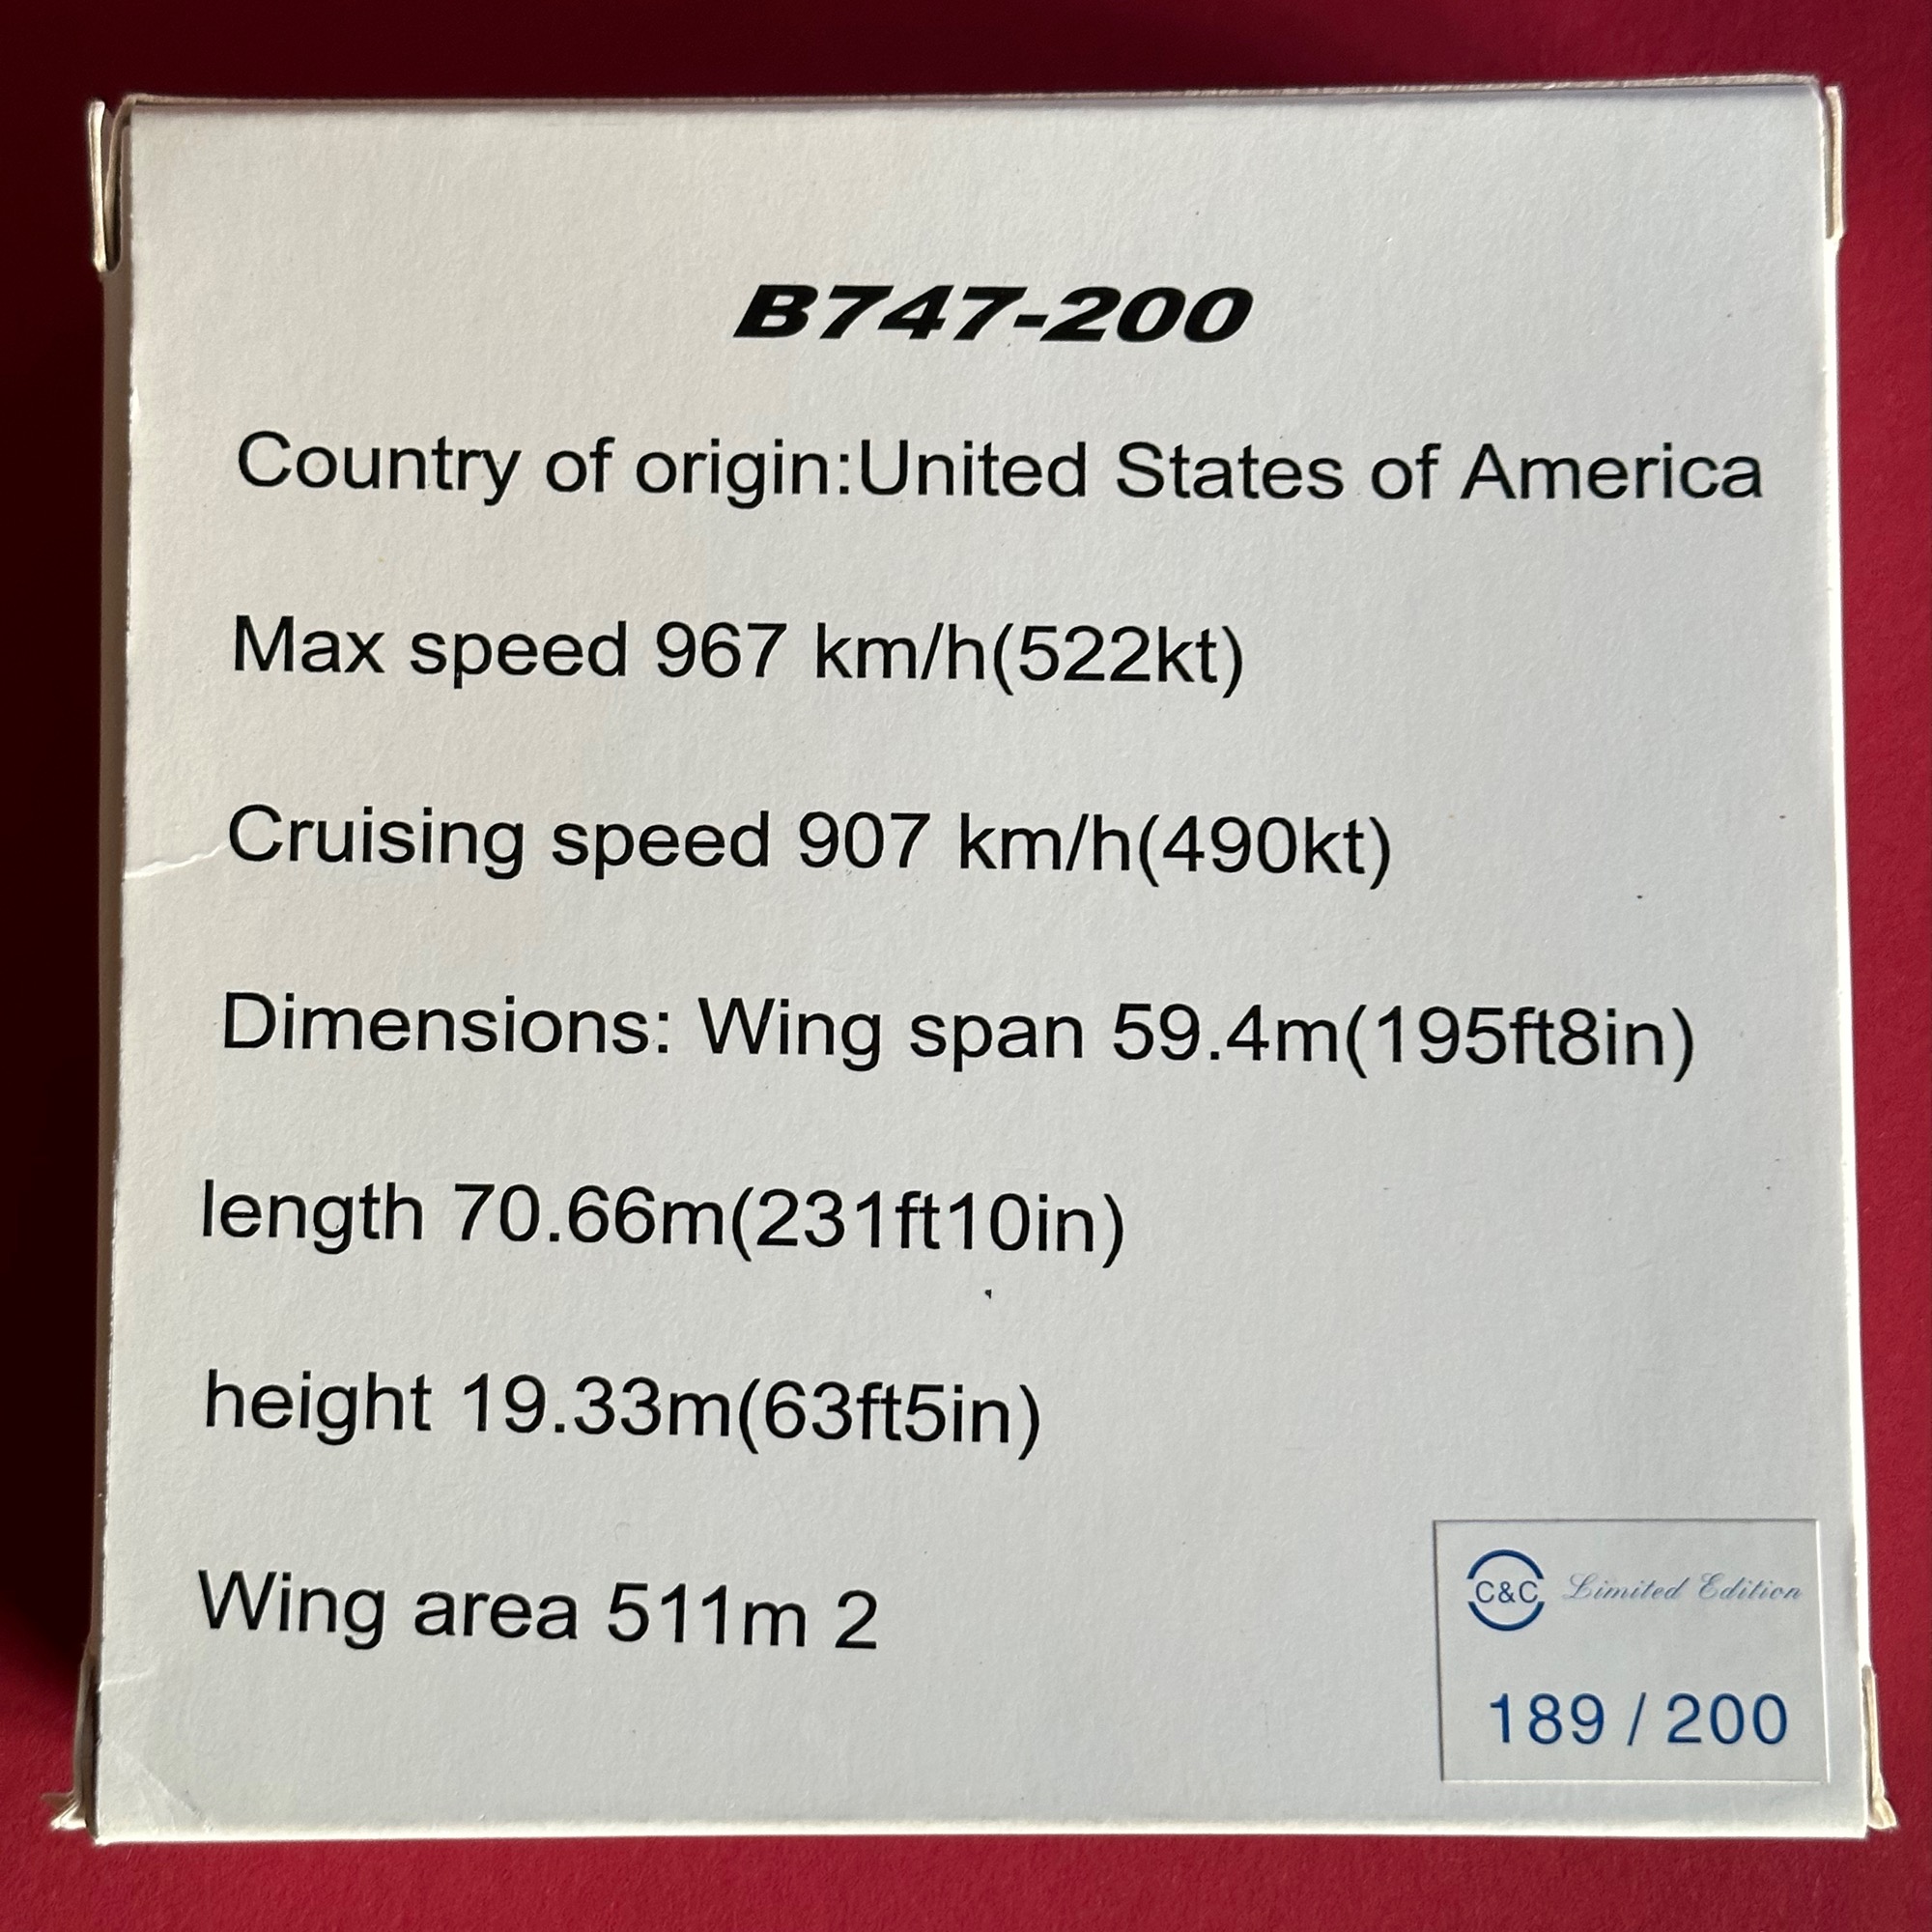 B747-200
Country of origin:United States of America
Max speed 967 km/h(522kt)
Cruising speed 907 km/h(490kt)
Dimensions: Wing span 59.4m(195ft8in)
length 70.66m(231ft10in)
height 19.33m(63ft5in)
Wing area 511m 2
C&C Limited Edition
189 / 200